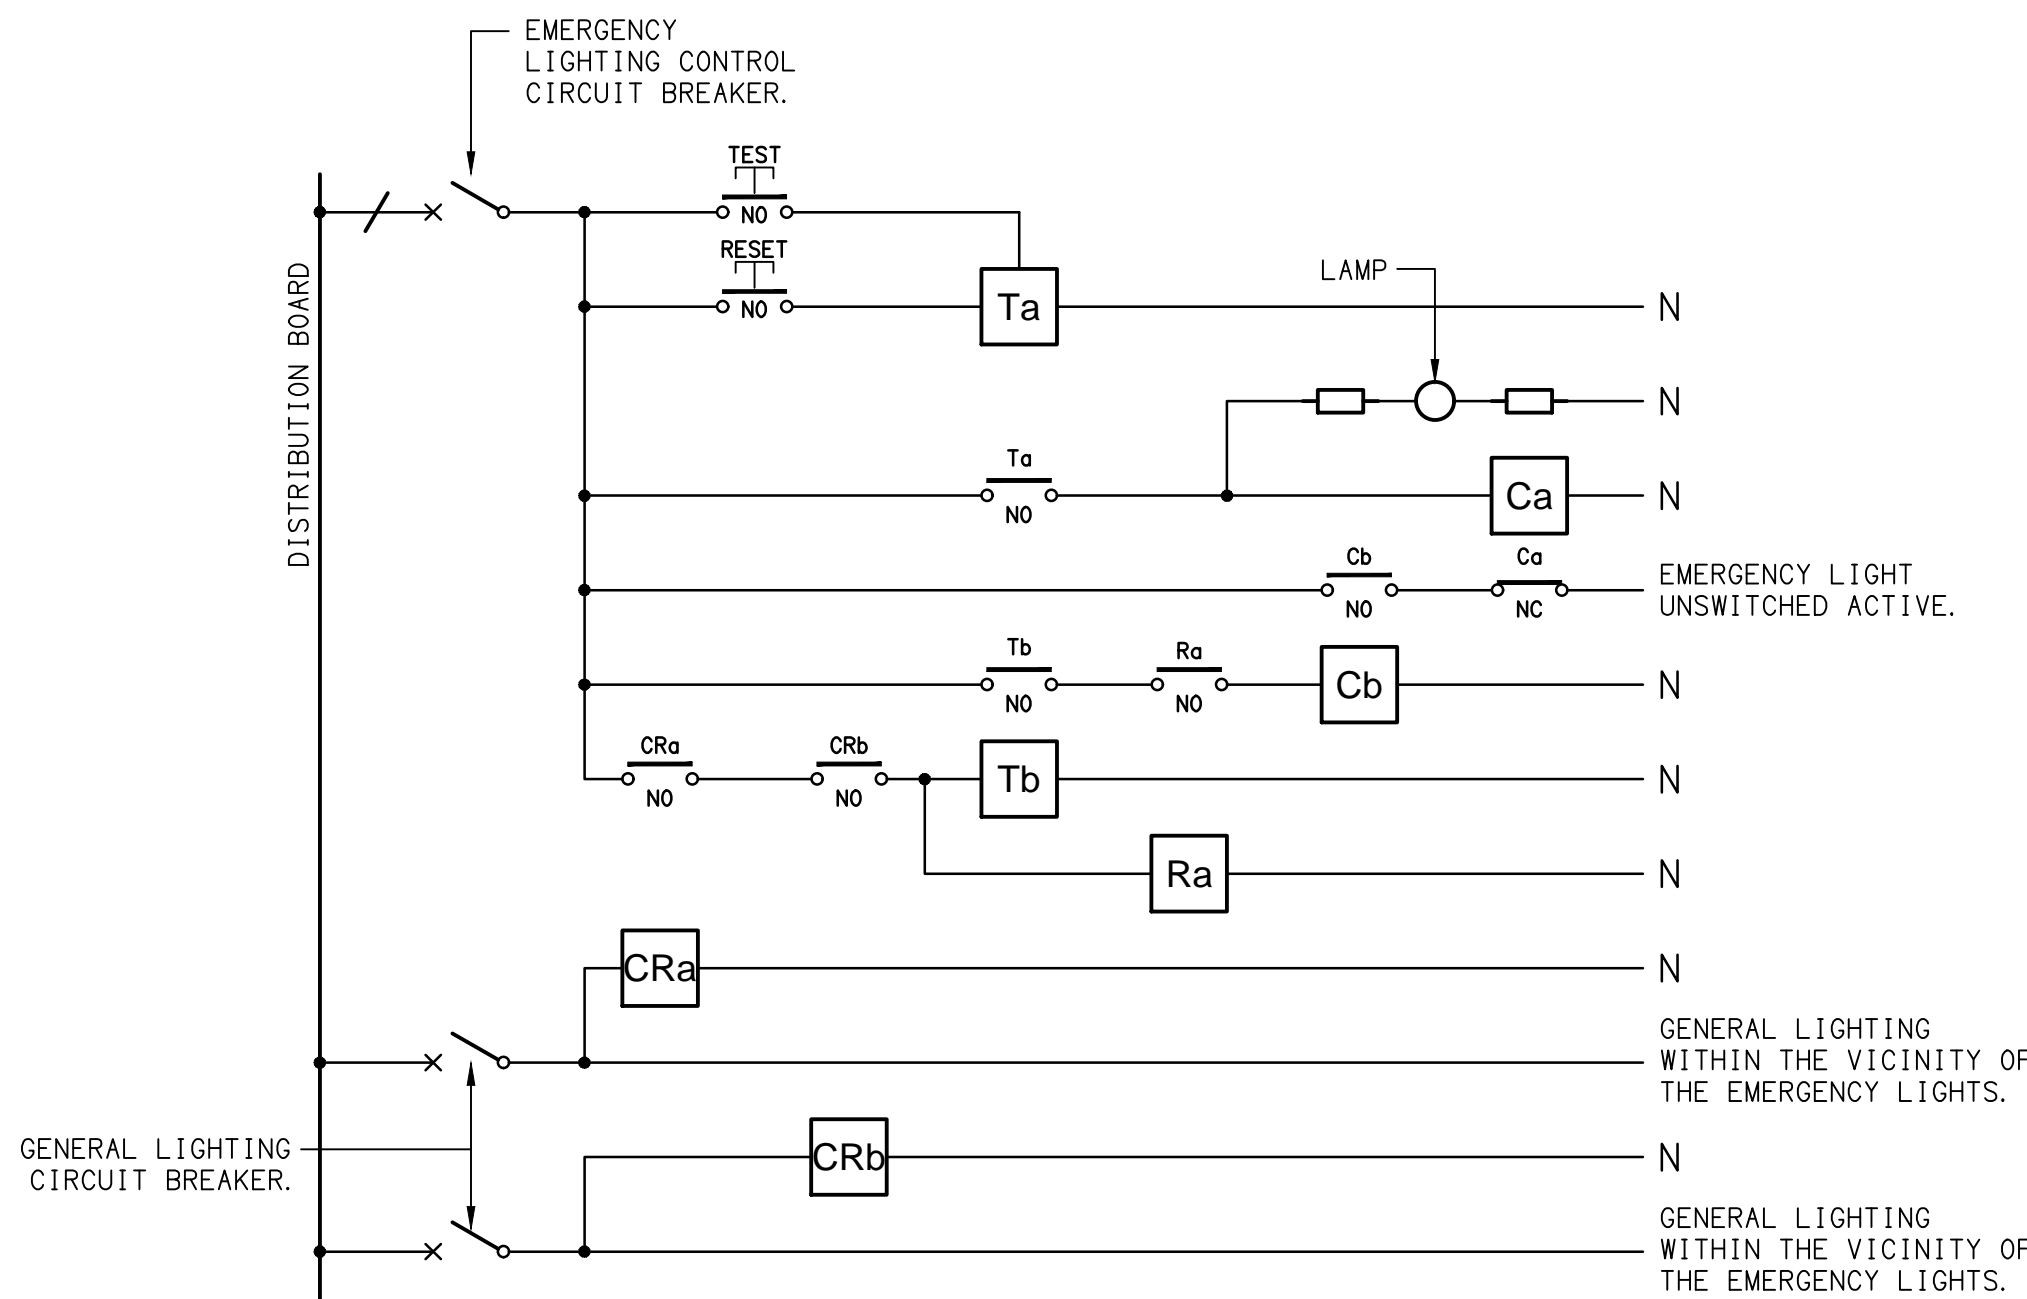 EMERGENCY
LIGHTING CONTROL
CIRCUIT BREAKER.
TEST
NO
RESET
NO
Ta
N
LAMP
N
DISTRIBUTION BOARD
Ta
NO
Ca
N
Cb
NO
Ca
NC
EMERGENCY LIGHT
UNSWITCHED ACTIVE.
Tb
NO
Ra
NO
Cb
N
CRa
NO
CRb
NO
Tb
N
Ra
N
CRa
N
GENERAL LIGHTING
WITHIN THE VICINITY OF
THE EMERGENCY LIGHTS.
GENERAL LIGHTING
CIRCUIT BREAKER.
CRb
N
GENERAL LIGHTING
WITHIN THE VICINITY OF
THE EMERGENCY LIGHTS.